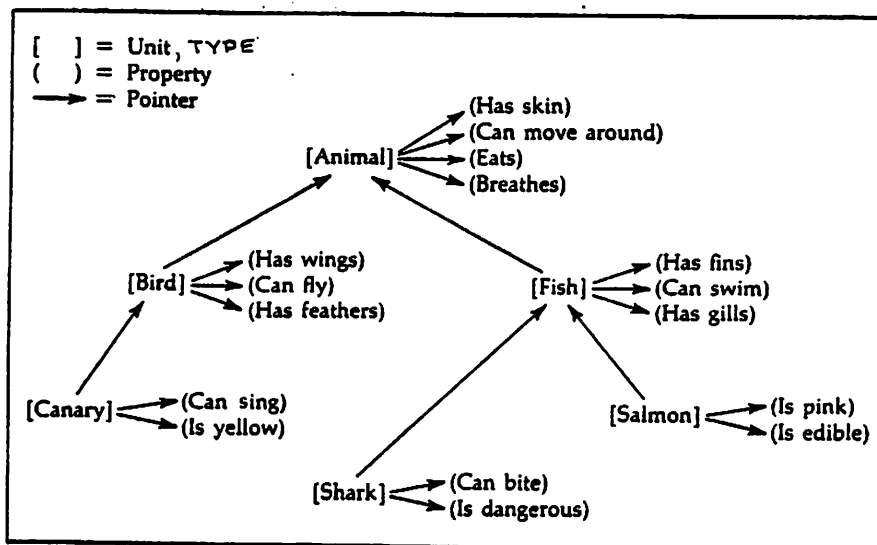 [ ] = Unit, TYPE
( ) = Property
= Pointer
(Has skin)
(Can move around)
[Animal]
(Eats)
(Breathes)
(Has wings)
[Bird]
(Can fly)
(Has feathers)
(Has fins)
[Fish]
(Can swim)
(Has gills)
(Can sing)
[Canary]
(Is yellow)
(Is pink)
[Salmon]
(Is edible)
(Can bite)
[Shark]
(Is dangerous)